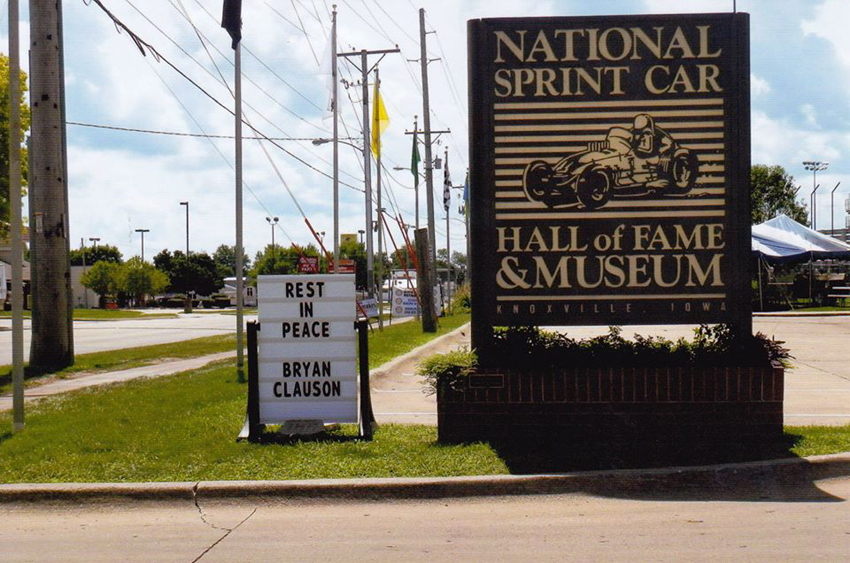 NATIONAL
SPRINT CAR
HALL of FAME
& MUSEUM
KNOXVILLE, IOWA
REST
IN
PEACE
BRYAN
CLAUSON